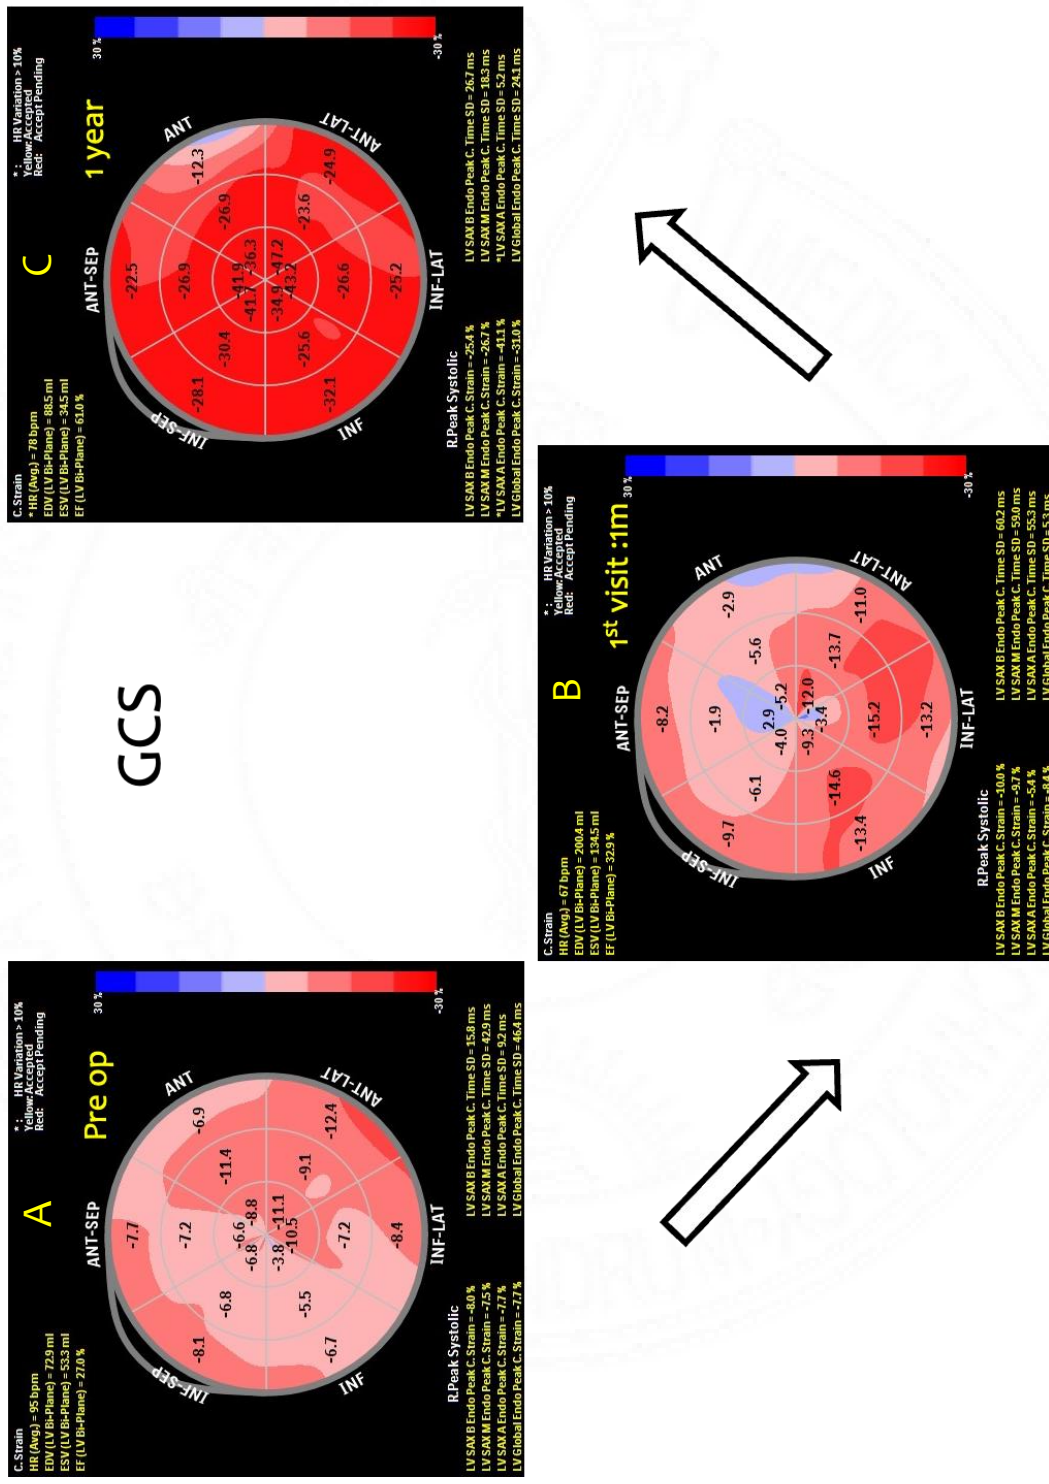 GCS
C. Strain
HR (Avg.) = 95 bpm
EDV (LV Bi-Plane) = 72.9 ml
ESV (LV Bi-Plane) = 53.3 ml
EF (LV Bi-Plane) = 27.0 %
A
* : HR Variation > 10%
Yellow: Accepted
Red: Accept Pending
Pre op
30 %
-30 %
ANT-SEP
ANT
ANT-LAT
INF-LAT
INF
INF-SEP
-7.7
-6.9
-12.4
-8.4
-6.7
-8.1
-7.2
-11.4
-9.1
-7.2
-5.5
-6.8
-6.6
-8.8
-11.1
-10.5
-3.8
-6.8
R.Peak Systolic
LV SAX B Endo Peak C. Strain = -8.0 % LV SAX B Endo Peak C. Time SD = 15.8 ms
LV SAX M Endo Peak C. Strain = -7.5 % LV SAX M Endo Peak C. Time SD = 42.9 ms
LV SAX A Endo Peak C. Strain = -7.7 % LV SAX A Endo Peak C. Time SD = 9.2 ms
LV Global Endo Peak C. Strain = -7.7 % LV Global Endo Peak C. Time SD = 46.4 ms
C. Strain
HR (Avg.) = 67 bpm
EDV (LV Bi-Plane) = 200.4 ml
ESV (LV Bi-Plane) = 134.5 ml
EF (LV Bi-Plane) = 32.9 %
B
* : HR Variation > 10%
Yellow: Accepted
Red: Accept Pending
1st visit :1m
30 %
-30 %
ANT-SEP
ANT
ANT-LAT
INF-LAT
INF
INF-SEP
-8.2
-2.9
-11.0
-13.2
-13.4
-9.7
-1.9
-5.6
-13.7
-15.2
-14.6
-6.1
2.9
-5.2
-12.0
-3.4
-9.3
-4.0
R.Peak Systolic
LV SAX B Endo Peak C. Strain = -10.0 % LV SAX B Endo Peak C. Time SD = 60.2 ms
LV SAX M Endo Peak C. Strain = -9.7 % LV SAX M Endo Peak C. Time SD = 59.0 ms
LV SAX A Endo Peak C. Strain = -5.4 % LV SAX A Endo Peak C. Time SD = 55.3 ms
LV Global Endo Peak C. Strain = -8.4 % LV Global Endo Peak C. Time SD = 5.3 ms
C. Strain
* HR (Avg.) = 78 bpm
EDV (LV Bi-Plane) = 88.5 ml
ESV (LV Bi-Plane) = 34.5 ml
EF (LV Bi-Plane) = 61.0 %
C
* : HR Variation > 10%
Yellow: Accepted
Red: Accept Pending
1 year
30 %
-30 %
ANT-SEP
ANT
ANT-LAT
INF-LAT
INF
INF-SEP
-22.5
-12.3
-24.9
-25.2
-32.1
-28.1
-26.9
-26.9
-23.6
-26.6
-25.6
-30.4
-41.9
-36.3
-47.2
-43.2
-34.9
-41.7
R.Peak Systolic
LV SAX B Endo Peak C. Strain = -25.4 % LV SAX B Endo Peak C. Time SD = 26.7 ms
LV SAX M Endo Peak C. Strain = -26.7 % LV SAX M Endo Peak C. Time SD = 18.3 ms
*LV SAX A Endo Peak C. Strain = -41.1 % *LV SAX A Endo Peak C. Time SD = 5.2 ms
LV Global Endo Peak C. Strain = -31.0 % LV Global Endo Peak C. Time SD = 24.1 ms